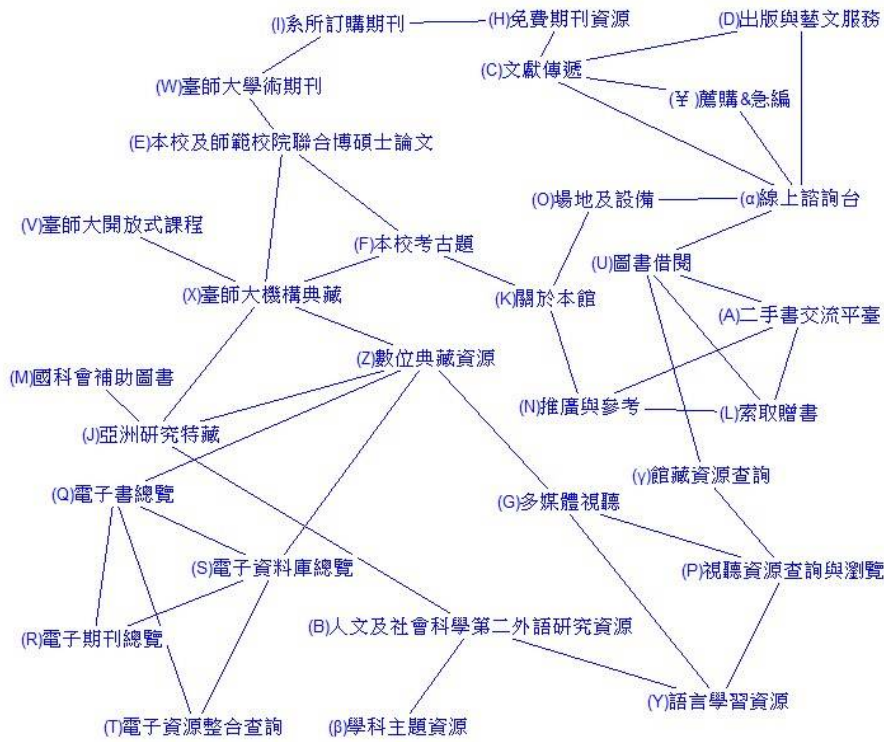 (I)系所訂購期刊
(H)免費期刊資源
(D)出版與藝文服務
(C)文獻傳遞
(W)臺師大學術期刊
(¥)薦購&急編
(E)本校及師範校院聯合博碩士論文
(O)場地及設備
(α)線上諮詢台
(V)臺師大開放式課程
(F)本校考古題
(U)圖書借閱
(X)臺師大機構典藏
(K)關於本館
(A)二手書交流平臺
(Z)數位典藏資源
(M)國科會補助圖書
(N)推廣與參考
(L)索取贈書
(J)亞洲研究特藏
(γ)館藏資源查詢
(Q)電子書總覽
(G)多媒體視聽
(S)電子資料庫總覽
(P)視聽資源查詢與瀏覽
(B)人文及社會科學第二外語研究資源
(R)電子期刊總覽
(Y)語言學習資源
(T)電子資源整合查詢
(β)學科主題資源